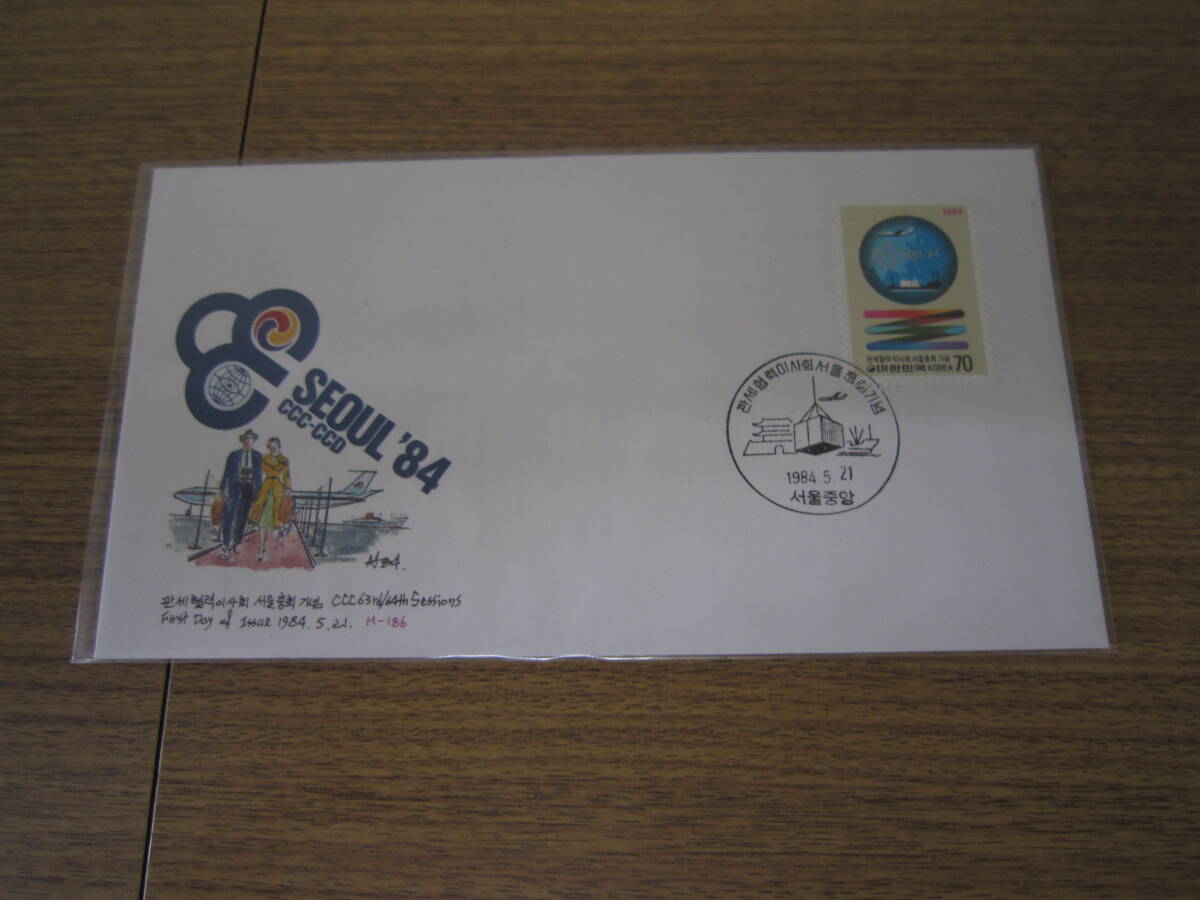 SEOUL '84
CCC-CCD
관세협력이사회 서울총회 기념 CCC 63rd/64th Sessions
First Day of Issue 1984. 5. 21. H-186
1984
SEOUL '84
관세협력이사회 서울총회 기념
대한민국 KOREA 70
관세협력이사회서울총회기념
1984. 5. 21
서울중앙